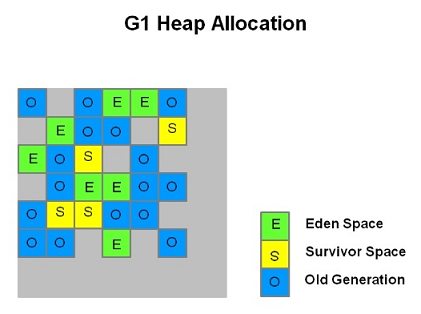 G1 Heap Allocation
O O E E O
E O O S
E O S O
O E E O O
O S S O O
O O E O
E Eden Space
S Survivor Space
O Old Generation